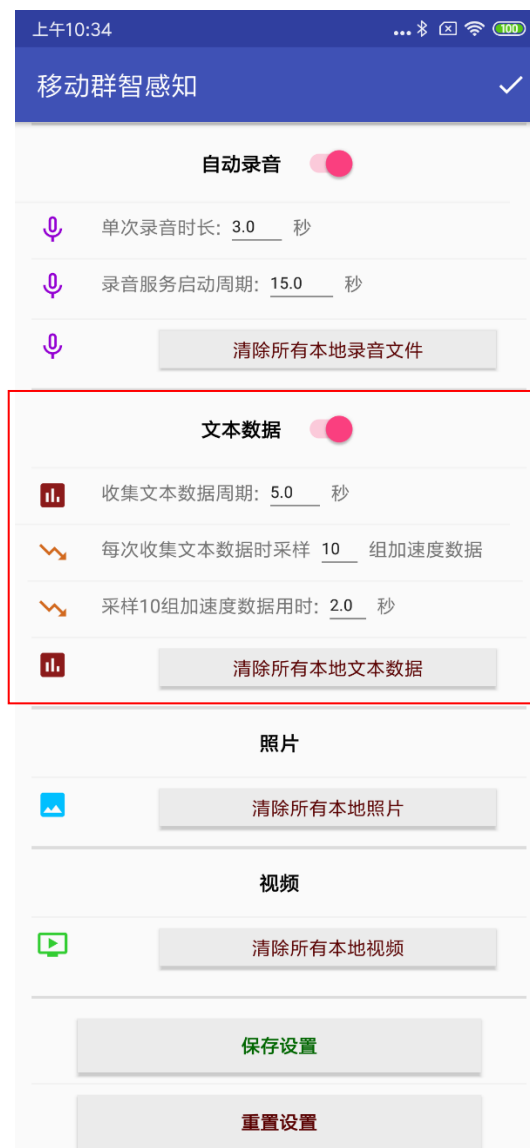 上午10:34
100
移动群智感知
自动录音
单次录音时长: 3.0 秒
录音服务启动周期: 15.0 秒
清除所有本地录音文件
文本数据
收集文本数据周期: 5.0 秒
每次收集文本数据时采样 10 组加速度数据
采样10组加速度数据用时: 2.0 秒
清除所有本地文本数据
照片
清除所有本地照片
视频
清除所有本地视频
保存设置
重置设置